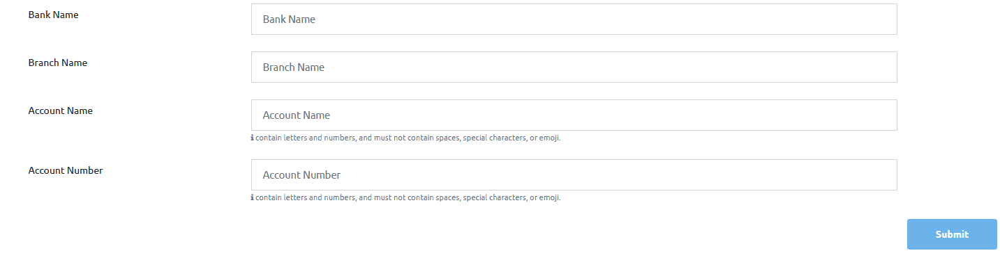 Bank Name
Bank Name
Branch Name
Branch Name
Account Name
Account Name
contain letters and numbers, and must not contain spaces, special characters, or emoji.
Account Number
Account Number
contain letters and numbers, and must not contain spaces, special characters, or emoji.
Submit